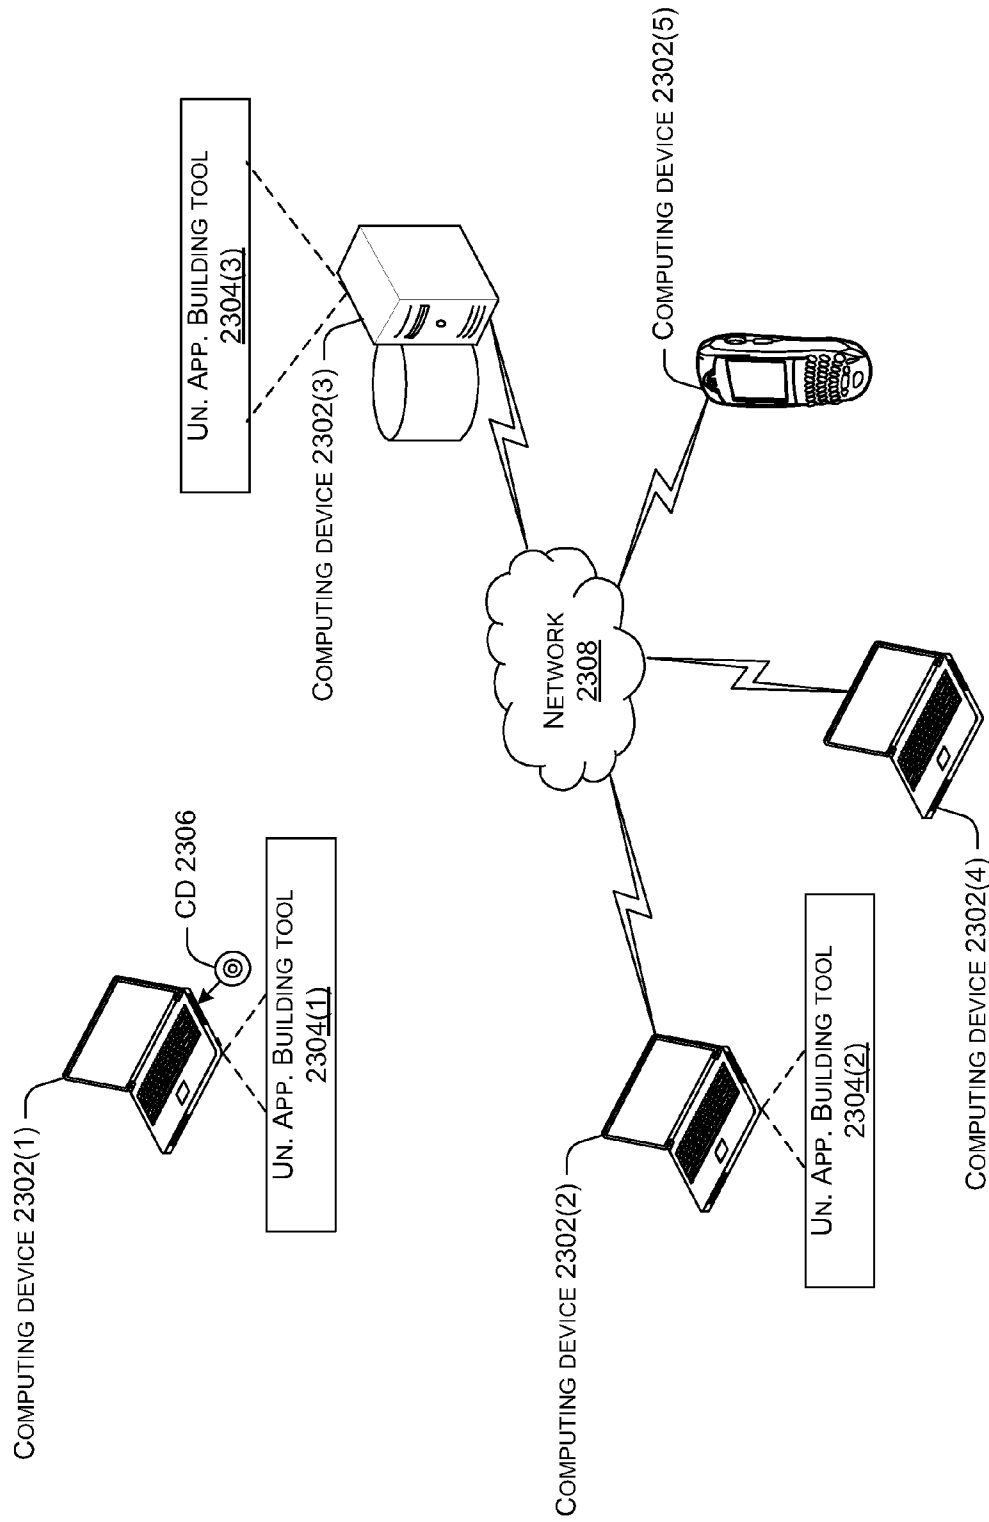 COMPUTING DEVICE 2302(1)
CD 2306
UN. APP. BUILDING TOOL
2304(1)
UN. APP. BUILDING TOOL
2304(3)
COMPUTING DEVICE 2302(3)
NETWORK
2308
COMPUTING DEVICE 2302(5)
COMPUTING DEVICE 2302(2)
UN. APP. BUILDING TOOL
2304(2)
COMPUTING DEVICE 2302(4)